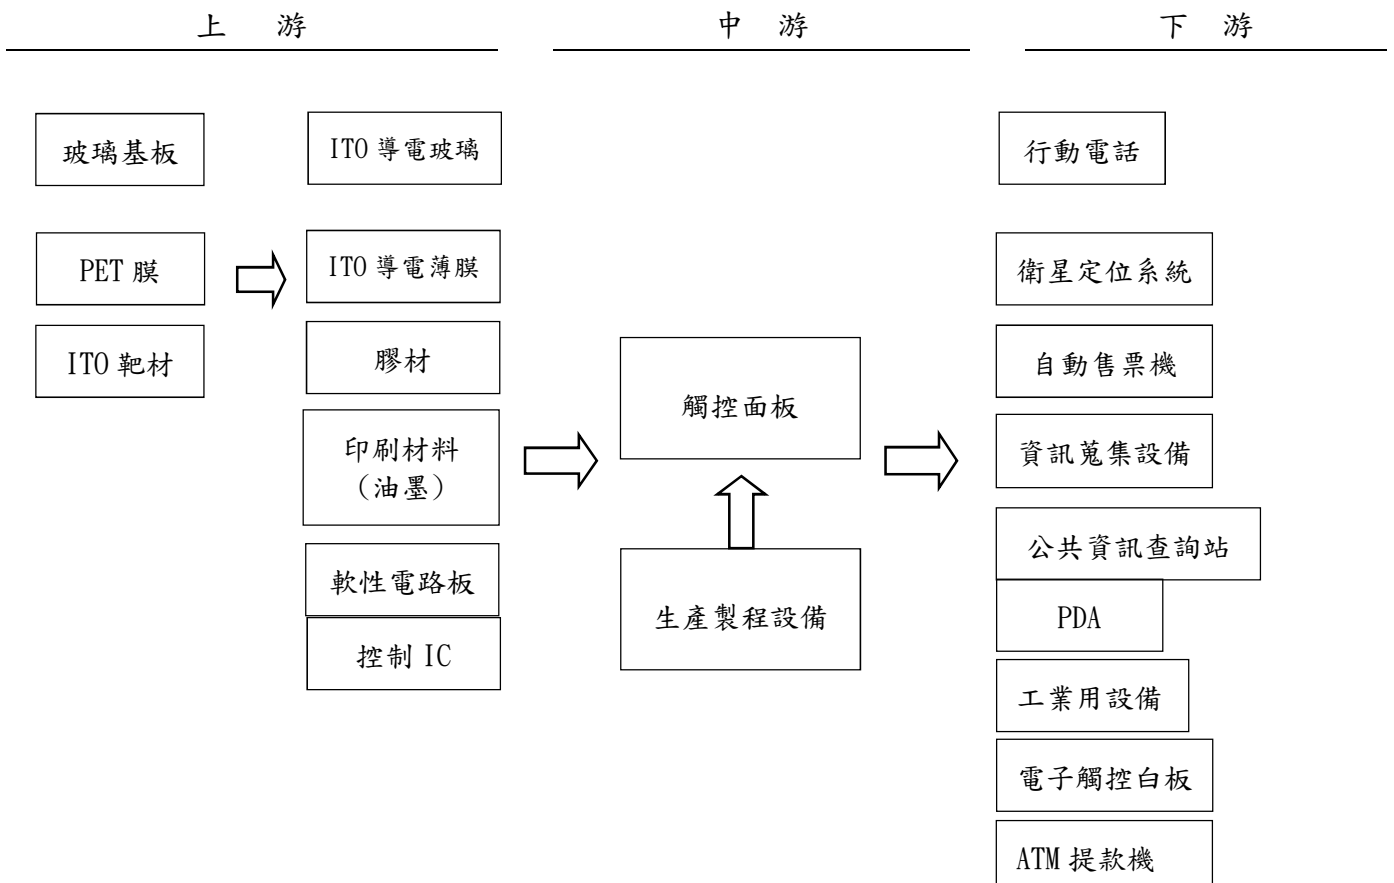 上 游
中 游
下 游
玻璃基板
PET 膜
ITO 靶材
ITO 導電玻璃
ITO 導電薄膜
膠材
印刷材料
（油墨）
軟性電路板
控制 IC
觸控面板
生產製程設備
行動電話
衛星定位系統
自動售票機
資訊蒐集設備
公共資訊查詢站
PDA
工業用設備
電子觸控白板
ATM 提款機